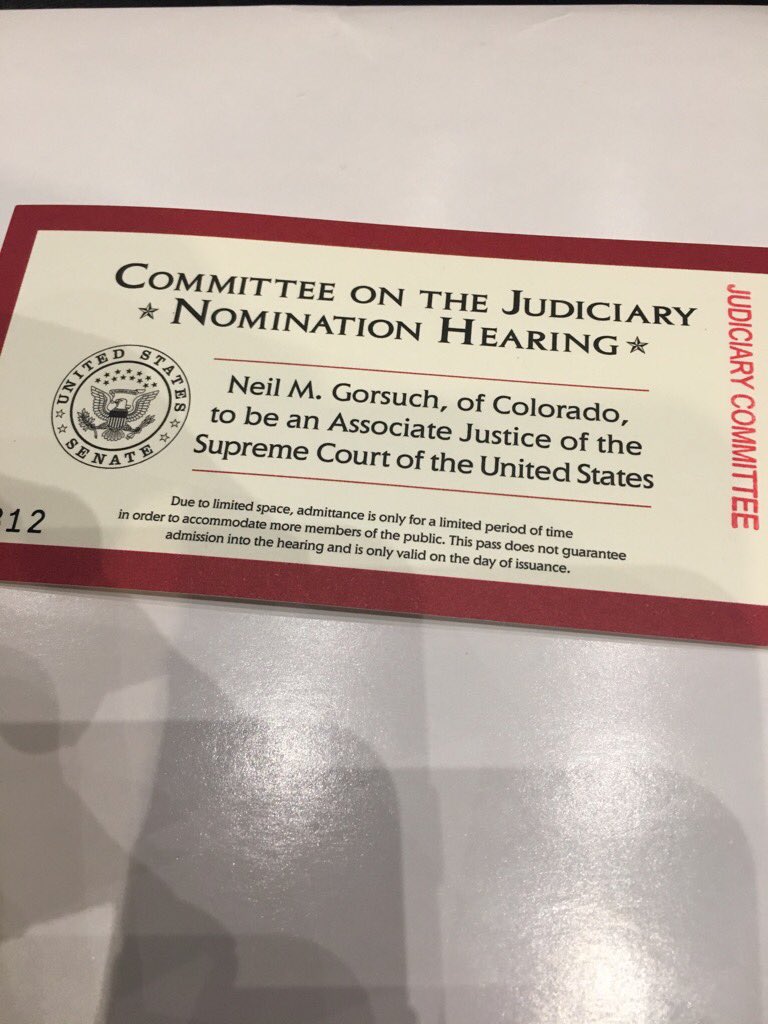 COMMITTEE ON THE JUDICIARY
NOMINATION HEARING
UNITED STATES SENATE
Neil M. Gorsuch, of Colorado,
to be an Associate Justice of the
Supreme Court of the United States
Due to limited space, admittance is only for a limited period of time
in order to accommodate more members of the public. This pass does not guarantee
admission into the hearing and is only valid on the day of issuance.
12
JUDICIARY COMMITTEE